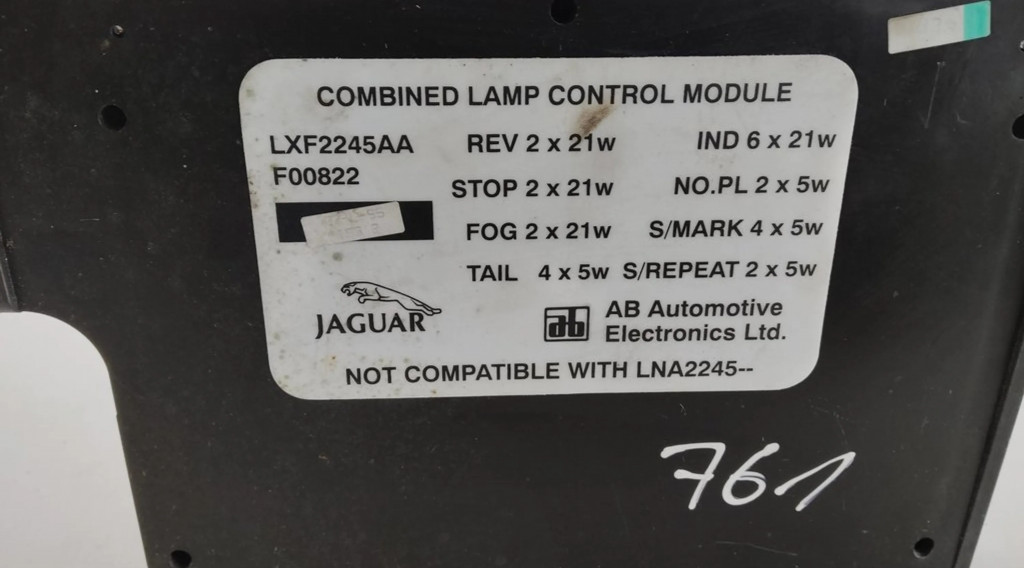 COMBINED LAMP CONTROL MODULE
LXF2245AA REV 2 x 21w IND 6 x 21w
F00822 STOP 2 x 21w NO.PL 2 x 5w
FOG 2 x 21w S/MARK 4 x 5w
TAIL 4 x 5w S/REPEAT 2 x 5w
JAGUAR
ab AB Automotive
Electronics Ltd.
NOT COMPATIBLE WITH LNA2245--
761